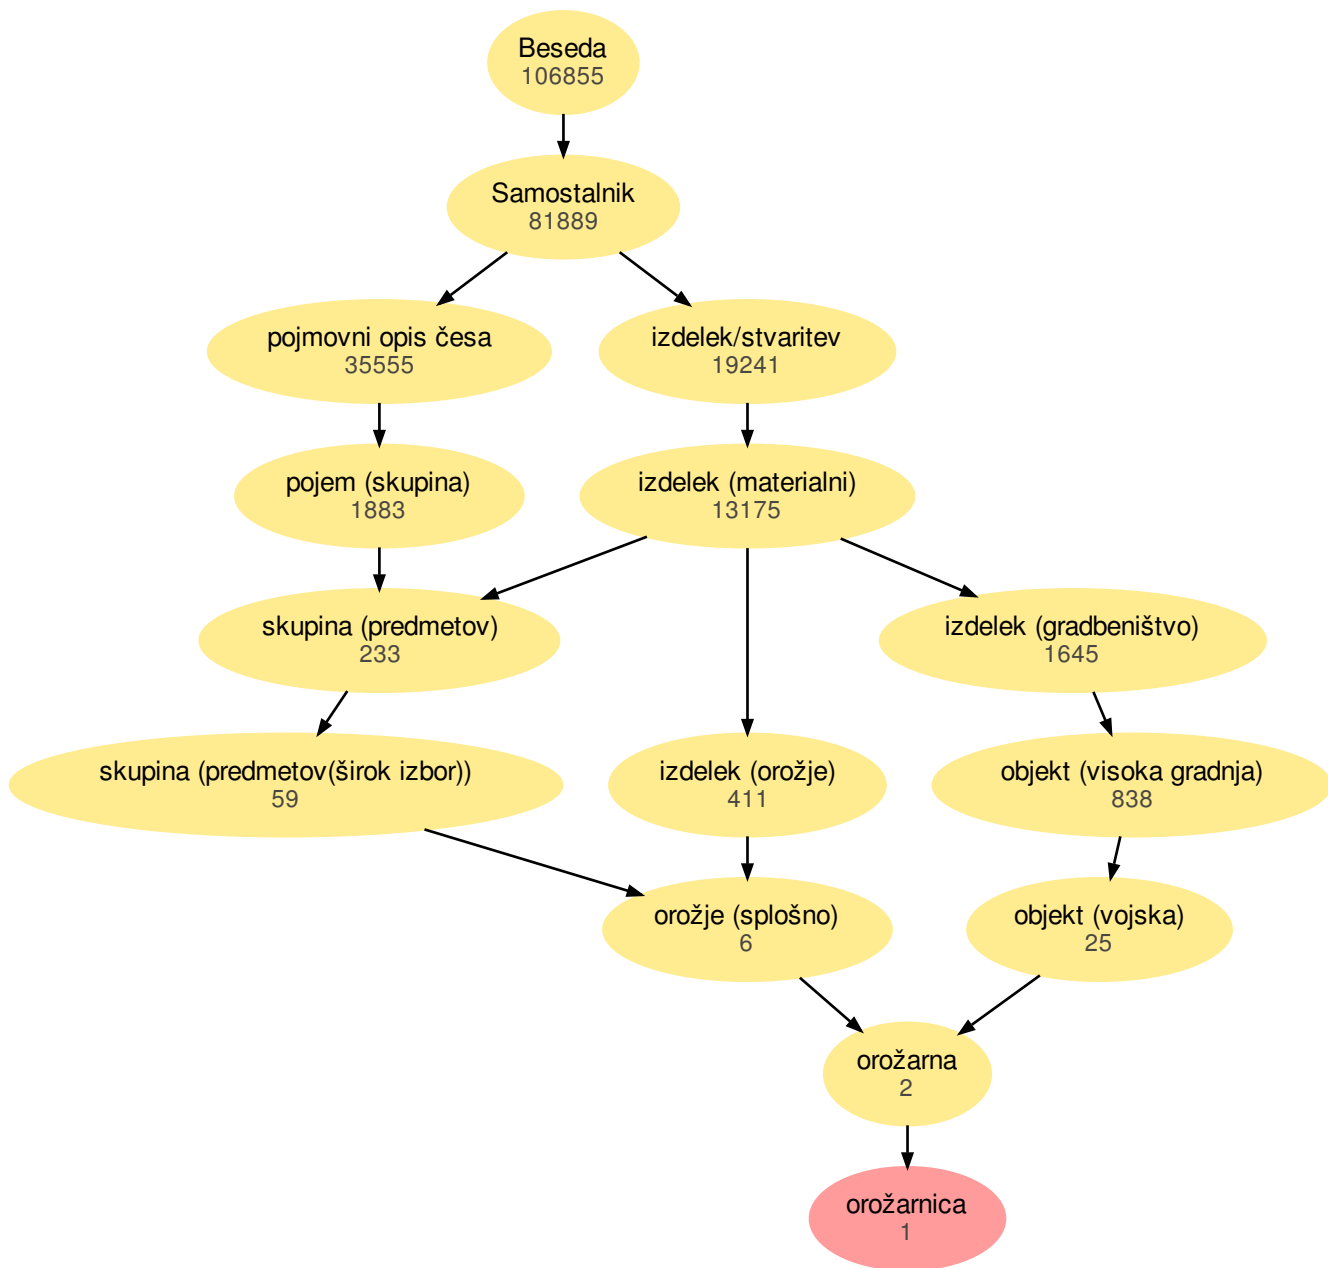 Beseda
106855
Samostalnik
81889
pojmovni opis česa
35555
izdelek/stvaritev
19241
pojem (skupina)
1883
izdelek (materialni)
13175
skupina (predmetov)
233
izdelek (gradbeništvo)
1645
skupina (predmetov(širok izbor))
59
izdelek (orožje)
411
objekt (visoka gradnja)
838
orožje (splošno)
6
objekt (vojska)
25
orožarna
2
orožarnica
1